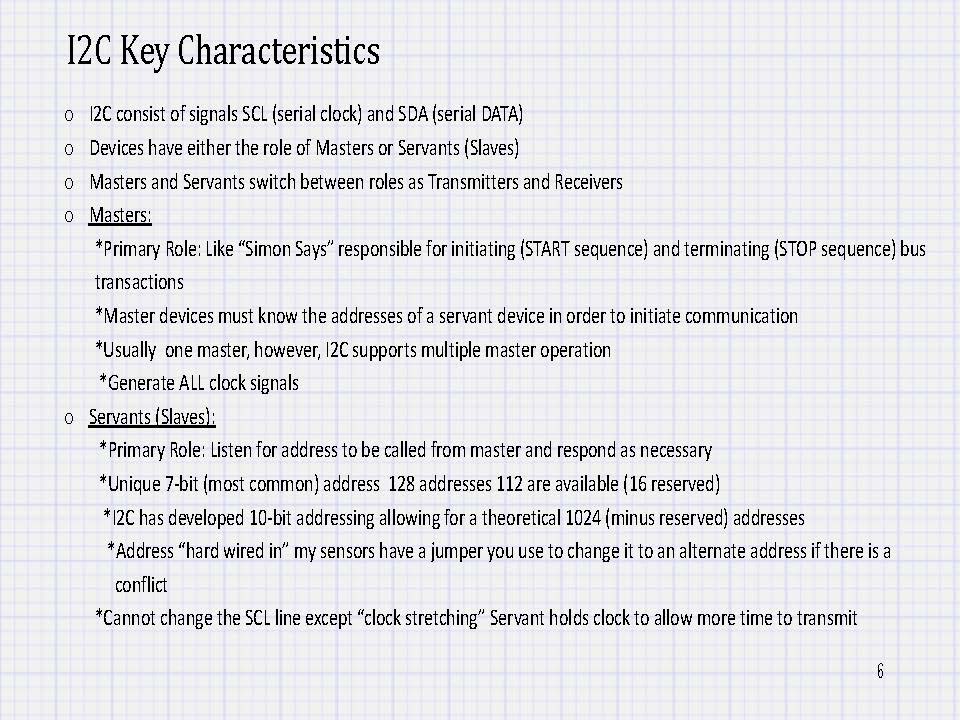 I2C Key Characteristics
o I2C consist of signals SCL (serial clock) and SDA (serial DATA)
o Devices have either the role of Masters or Servants (Slaves)
o Masters and Servants switch between roles as Transmitters and Receivers
o Masters:
*Primary Role: Like “Simon Says” responsible for initiating (START sequence) and terminating (STOP sequence) bus
transactions
*Master devices must know the addresses of a servant device in order to initiate communication
*Usually one master, however, I2C supports multiple master operation
*Generate ALL clock signals
o Servants (Slaves):
*Primary Role: Listen for address to be called from master and respond as necessary
*Unique 7-bit (most common) address 128 addresses 112 are available (16 reserved)
*I2C has developed 10-bit addressing allowing for a theoretical 1024 (minus reserved) addresses
*Address “hard wired in” my sensors have a jumper you use to change it to an alternate address if there is a
conflict
*Cannot change the SCL line except “clock stretching” Servant holds clock to allow more time to transmit
6